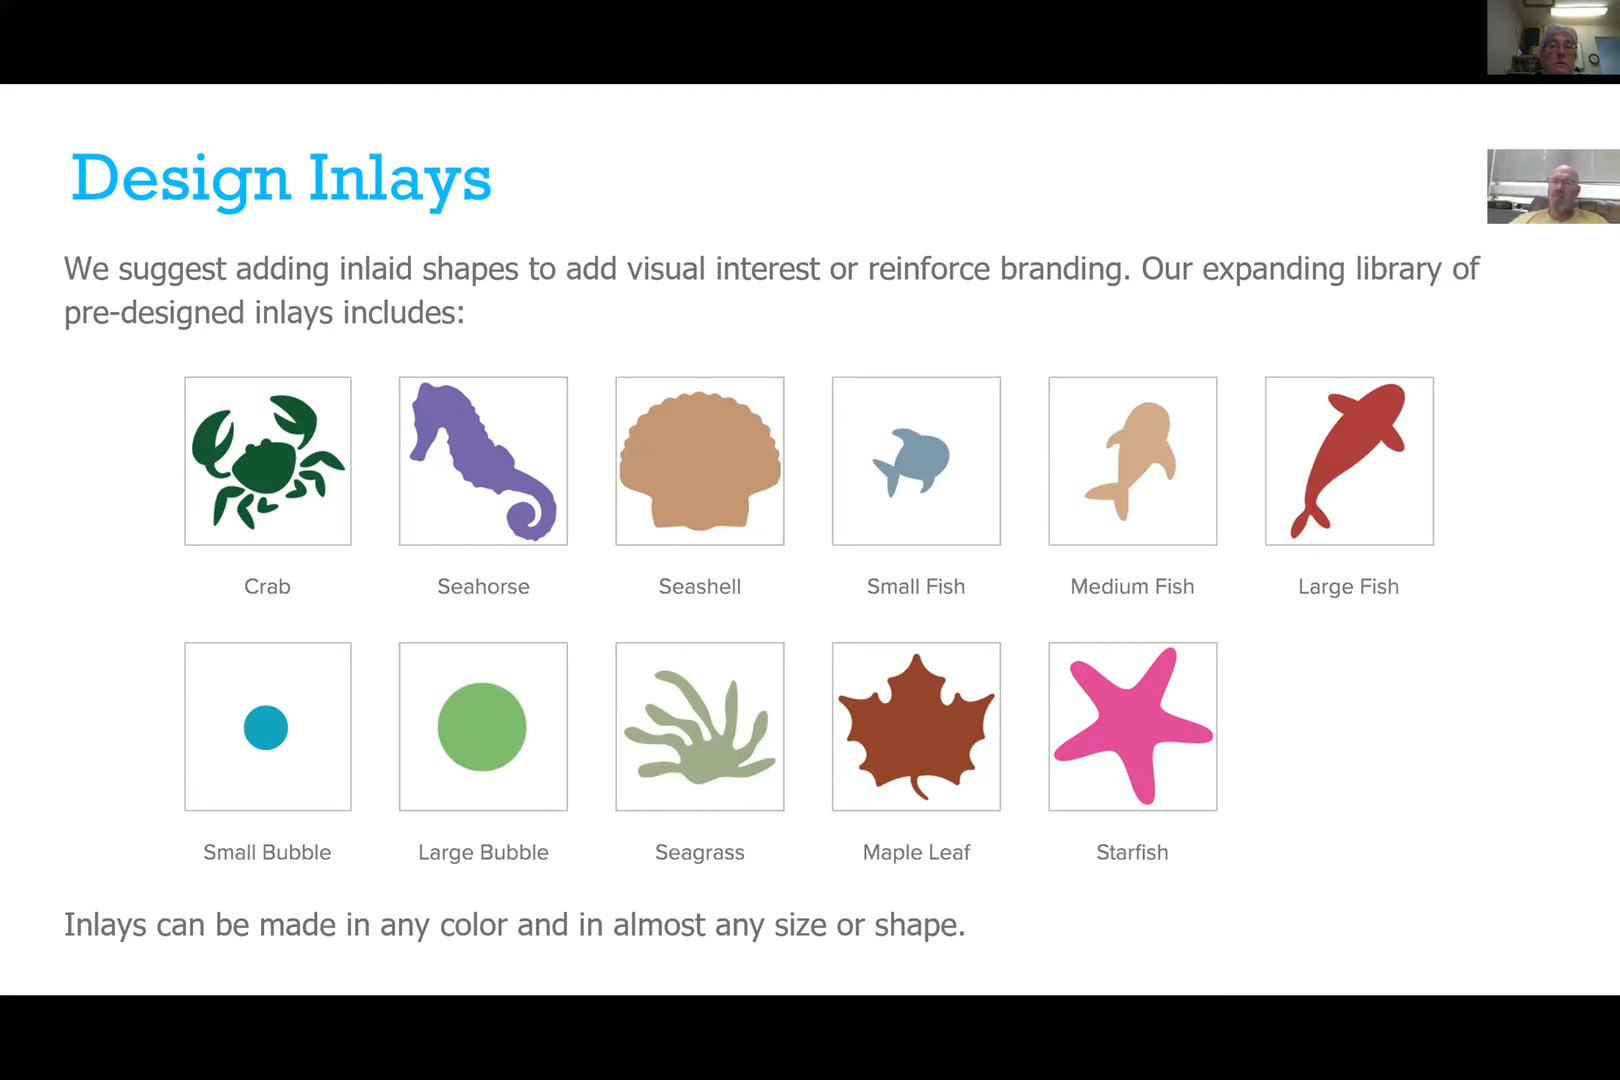 Design Inlays
We suggest adding inlaid shapes to add visual interest or reinforce branding. Our expanding library of
pre-designed inlays includes:
Crab
Seahorse
Seashell
Small Fish
Medium Fish
Large Fish
Small Bubble
Large Bubble
Seagrass
Maple Leaf
Starfish
Inlays can be made in any color and in almost any size or shape.